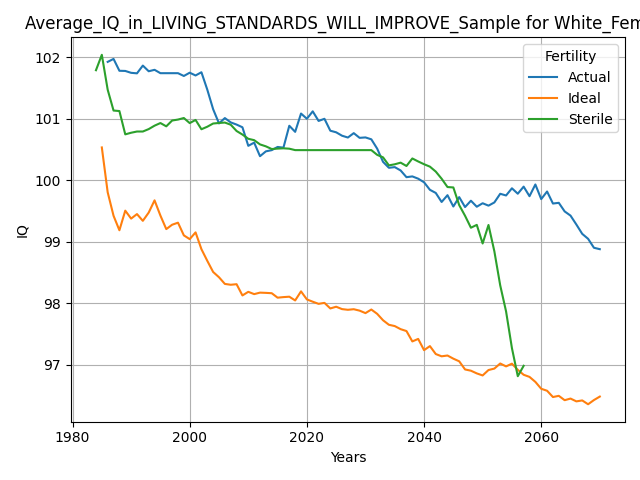 Average_IQ_in_LIVING_STANDARDS_WILL_IMPROVE_Sample for White_Fem
102
101
100
99
98
97
IQ
1980
2000
2020
2040
2060
Years
Fertility
Actual
Ideal
Sterile